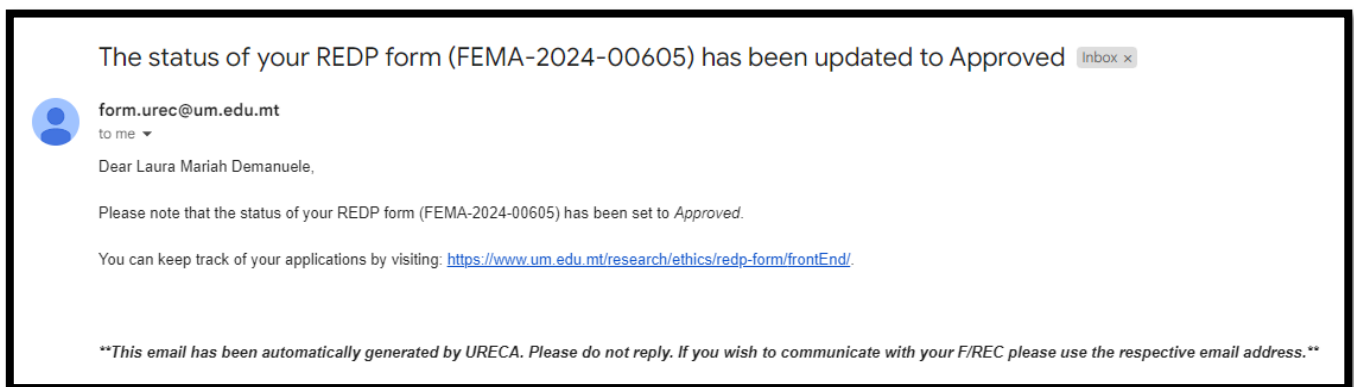 The status of your REDP form (FEMA-2024-00605) has been updated to Approved Inbox x
form.urec@um.edu.mt
to me
Dear Laura Mariah Demanuele,
Please note that the status of your REDP form (FEMA-2024-00605) has been set to Approved.
You can keep track of your applications by visiting: https://www.um.edu.mt/research/ethics/redp-form/frontEnd/.
**This email has been automatically generated by URECA. Please do not reply. If you wish to communicate with your F/REC please use the respective email address.**